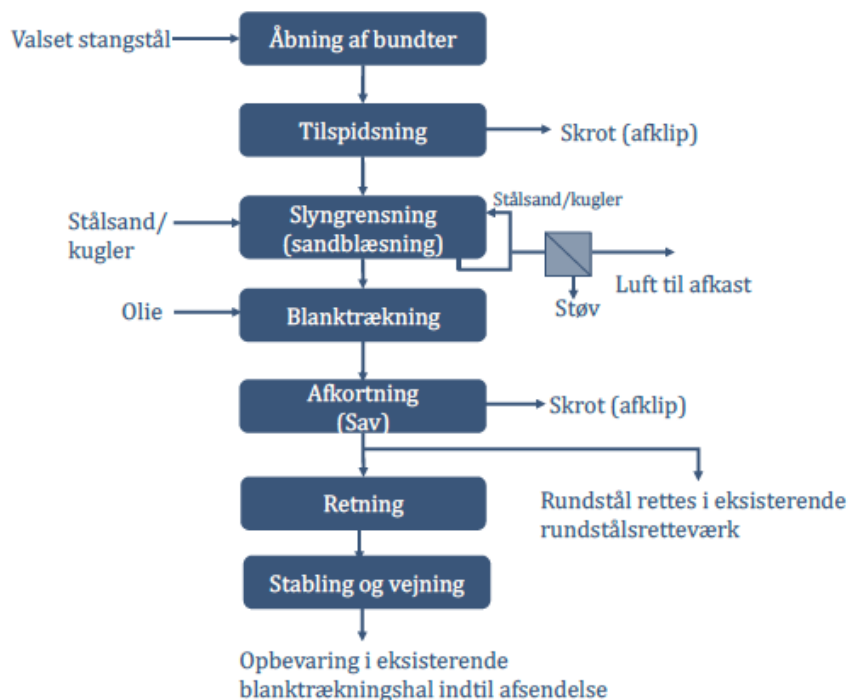 Valset stangstål
Åbning af bundter
Tilspidsning
Skrot (afklip)
Stålsand/
kugler
Slyngrensning
(sandblæsning)
Stålsand/kugler
Luft til afkast
Støv
Olie
Blanktrækning
Afkortning
(Sav)
Skrot (afklip)
Retning
Rundstål rettes i eksisterende
rundstålsretteværk
Stabling og vejning
Opbevaring i eksisterende
blanktrækningshal indtil afsendelse